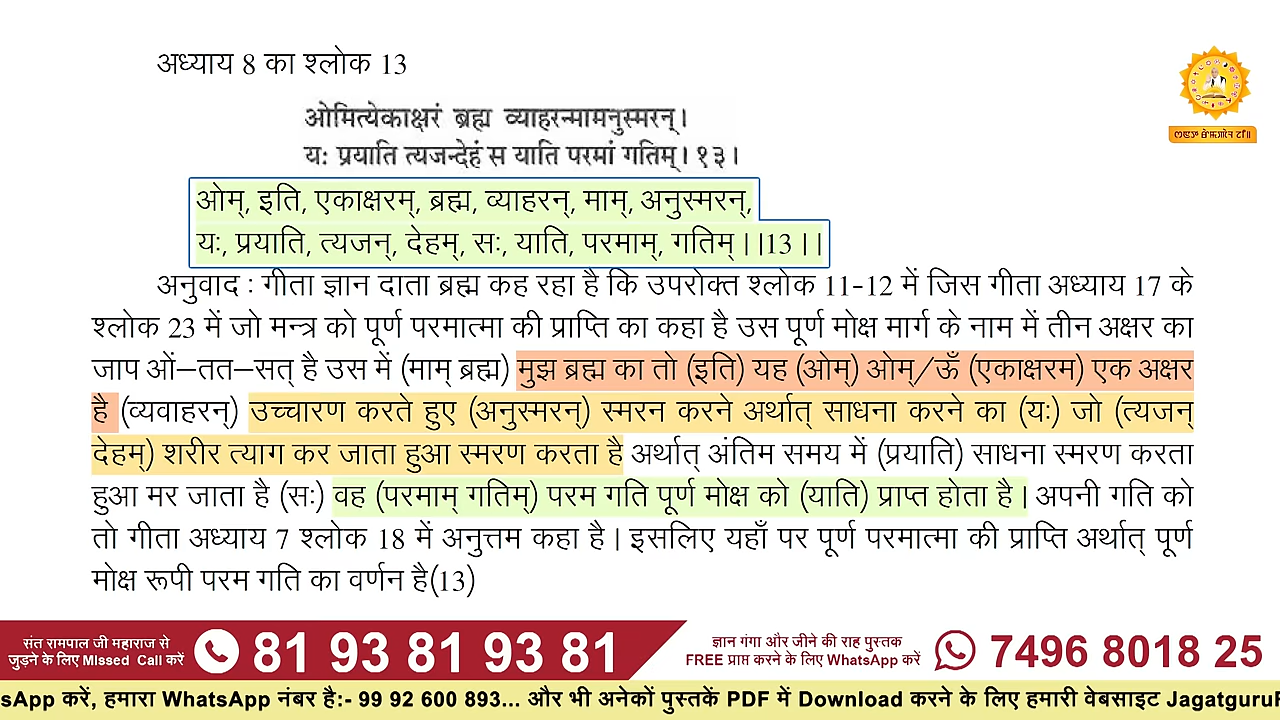 अध्याय 8 का श्लोक 13
ओमित्येकाक्षरं ब्रह्म व्याहरन्मामनुस्मरन्।
यः प्रयाति त्यजन्देहं स याति परमां गतिम्। १३।
ओम्, इति, एकाक्षरम्, ब्रह्म, व्याहरन्, माम्, अनुस्मरन्,
यः, प्रयाति, त्यजन्, देहम्, सः, याति, परमाम्, गतिम्।।13।।
अनुवाद : गीता ज्ञान दाता ब्रह्म कह रहा है कि उपरोक्त श्लोक 11-12 में जिस गीता अध्याय 17 के
श्लोक 23 में जो मन्त्र को पूर्ण परमात्मा की प्राप्ति का कहा है उस पूर्ण मोक्ष मार्ग के नाम में तीन अक्षर का
जाप ओं–तत–सत् है उस में (माम् ब्रह्म) मुझ ब्रह्म का तो (इति) यह (ओम्) ओम्/ऊँ (एकाक्षरम) एक अक्षर
है (व्यवाहरन्) उच्चारण करते हुए (अनुस्मरन्) स्मरन करने अर्थात् साधना करने का (यः) जो (त्यजन्
देहम्) शरीर त्याग कर जाता हुआ स्मरण करता है अर्थात् अंतिम समय में (प्रयाति) साधना स्मरण करता
हुआ मर जाता है (सः) वह (परमाम् गतिम्) परम गति पूर्ण मोक्ष को (याति) प्राप्त होता है। अपनी गति को
तो गीता अध्याय 7 श्लोक 18 में अनुत्तम कहा है। इसलिए यहाँ पर पूर्ण परमात्मा की प्राप्ति अर्थात् पूर्ण
मोक्ष रूपी परम गति का वर्णन है(13)
संत रामपाल जी महाराज से
जुड़ने के लिए Missed Call करें
81 93 81 93 81
ज्ञान गंगा और जीने की राह पुस्तक
FREE प्राप्त करने के लिए WhatsApp करें
7496 8018 25
sApp करें, हमारा WhatsApp नंबर है:- 99 92 600 893... और भी अनेकों पुस्तकें PDF में Download करने के लिए हमारी वेबसाइट Jagatguru